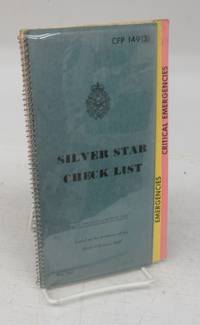 CFP 149(3)
SILVER STAR
CHECK LIST
EMERGENCIES
CRITICAL EMERGENCIES